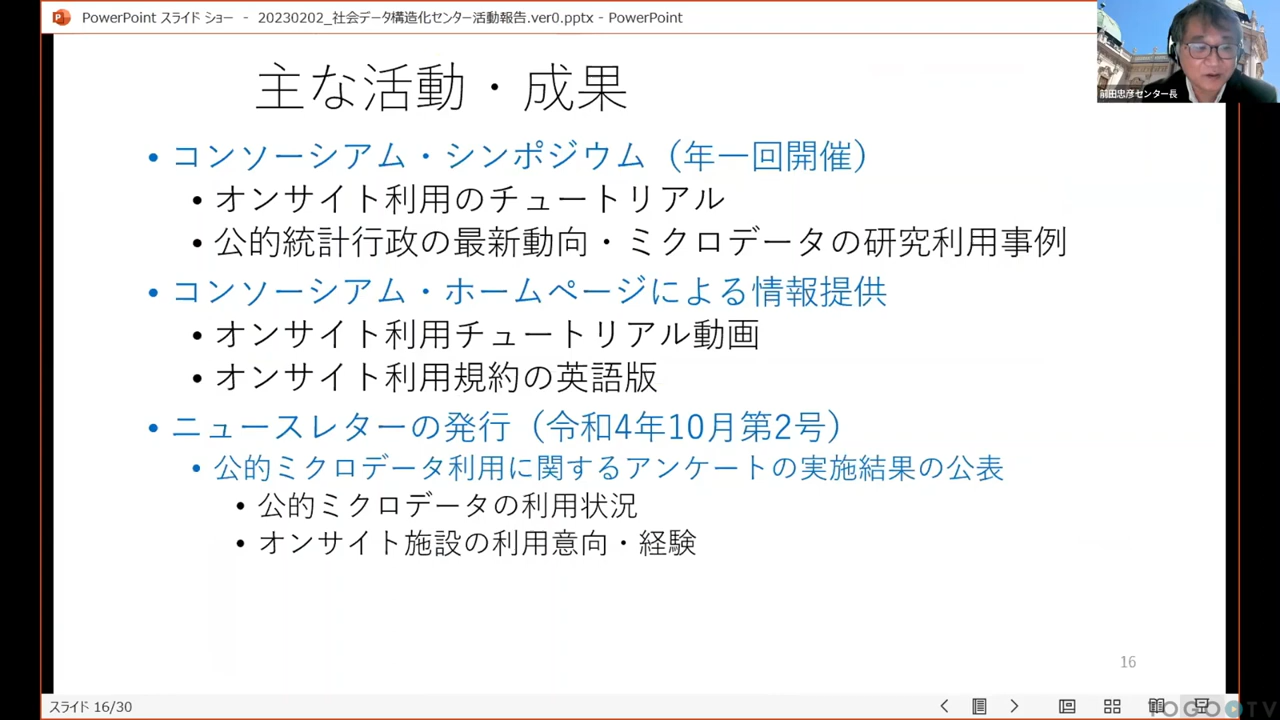 PowerPoint スライド ショー - 20230202_社会データ構造化センター活動報告.ver0.pptx - PowerPoint
前田忠彦センター長
主な活動・成果
• コンソーシアム・シンポジウム（年一回開催）
• オンサイト利用のチュートリアル
• 公的統計行政の最新動向・ミクロデータの研究利用事例
• コンソーシアム・ホームページによる情報提供
• オンサイト利用チュートリアル動画
• オンサイト利用規約の英語版
• ニュースレターの発行（令和4年10月第2号）
• 公的ミクロデータ利用に関するアンケートの実施結果の公表
• 公的ミクロデータの利用状況
• オンサイト施設の利用意向・経験
16
スライド 16/30
TOGOTV